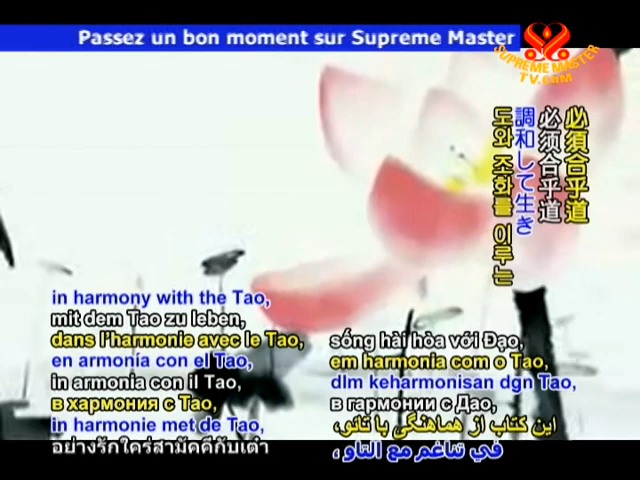 Passez un bon moment sur Supreme Master
SUPREME MASTER
TV.com
必須合乎道
必须合乎道
調和して生き
도와 조화를 이루는
in harmony with the Tao,
mit dem Tao zu leben,
dans l'harmonie avec le Tao,
en armonía con el Tao,
in armonia con il Tao,
в хармония с Tao,
in harmonie met de Tao,
อย่างรักใคร่สามัคคีกับเต๋า
sống hài hòa với Đạo,
em harmonia com o Tao,
dlm keharmonisan dgn Tao,
в гармонии с Дао,
این کتاب از هماهنگی با تائو،
في تناغم مع التاو،